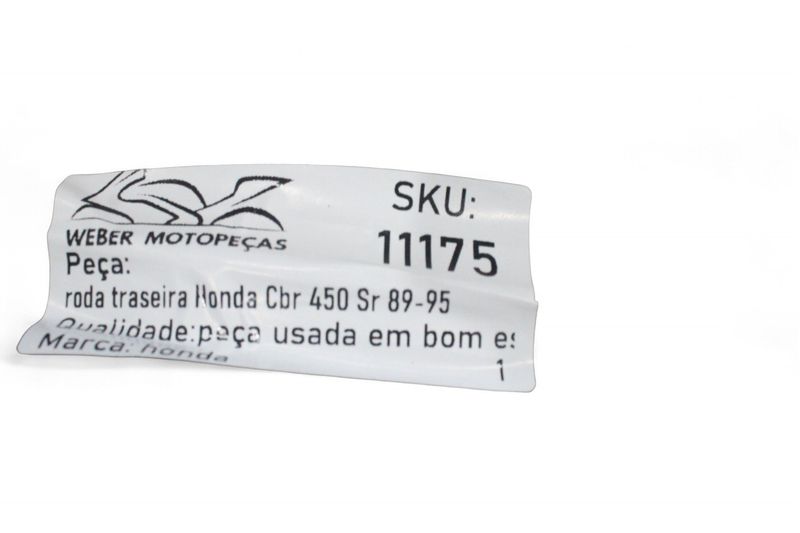 WEBER MOTOPEÇAS
SKU:
11175
Peça:
roda traseira Honda Cbr 450 Sr 89-95
Qualidade:peça usada em bom es
Marca: honda
1